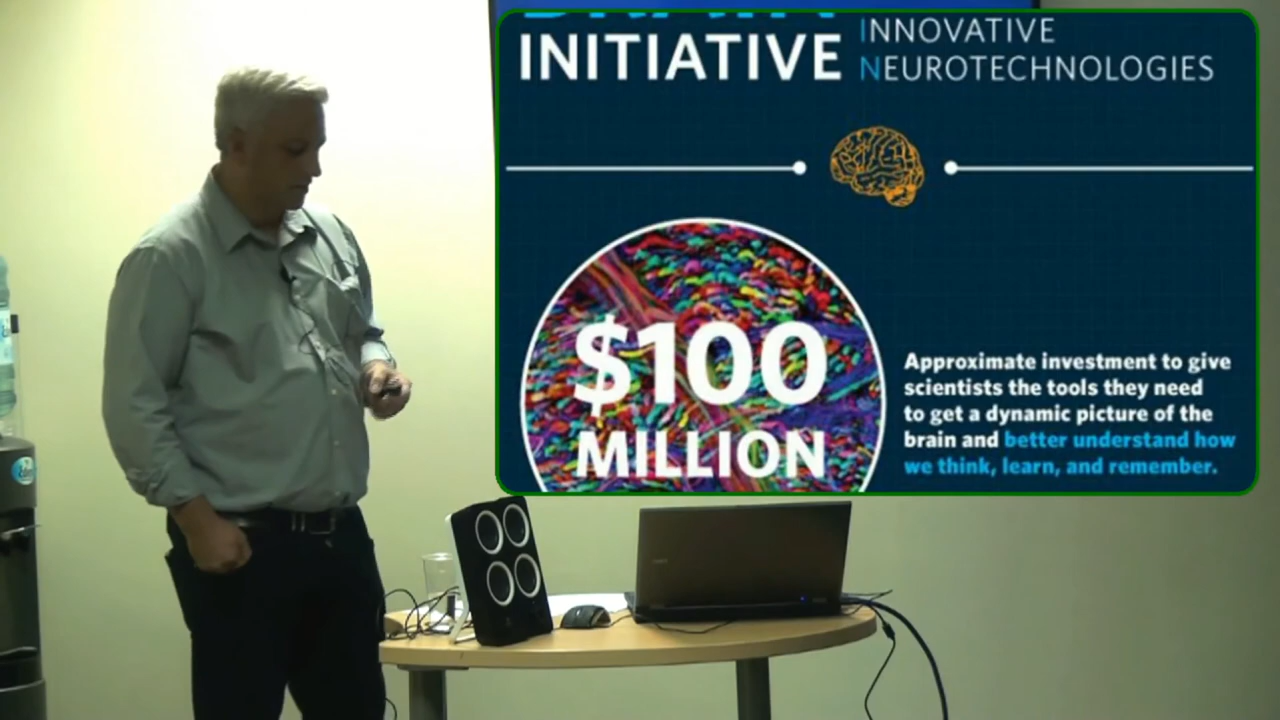 BRAIN
INITIATIVE
INNOVATIVE
NEUROTECHNOLOGIES
$100
MILLION
Approximate investment to give
scientists the tools they need
to get a dynamic picture of the
brain and better understand how
we think, learn, and remember.